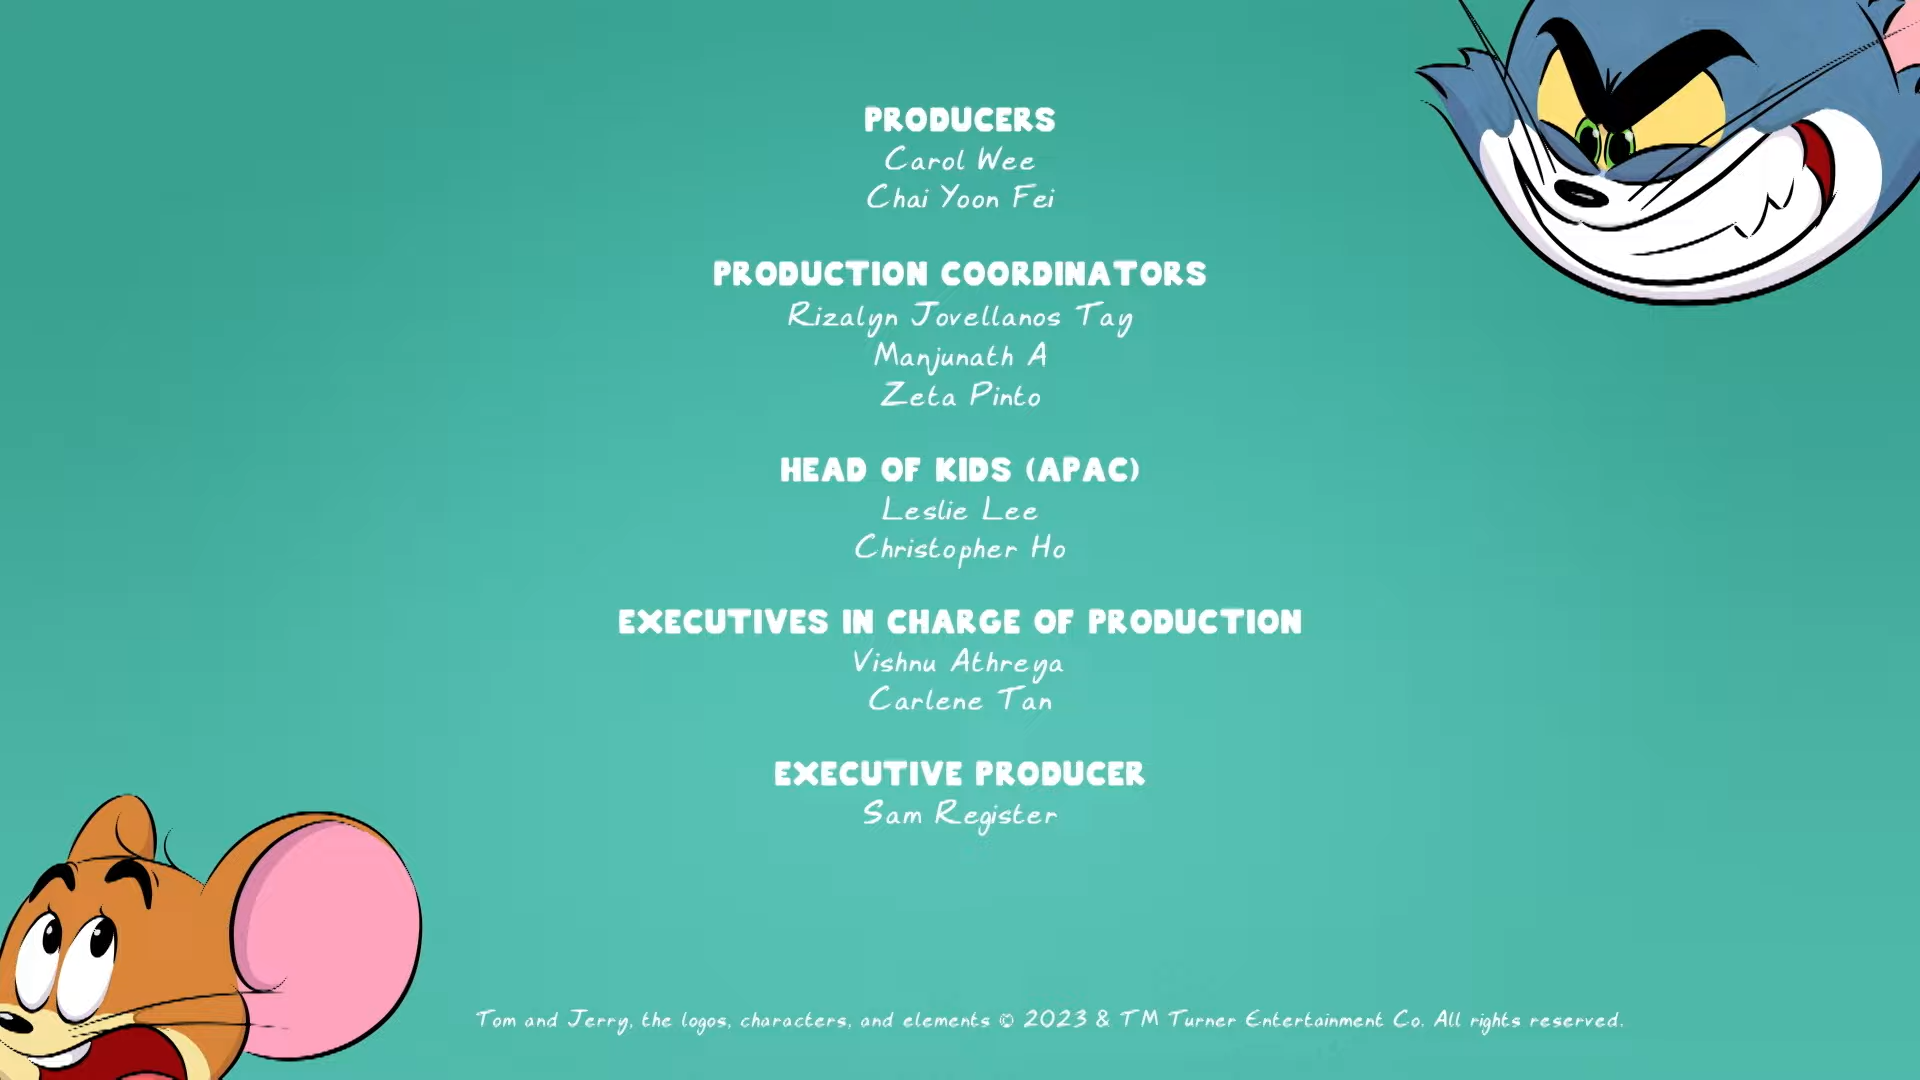 PRODUCERS
Carol Wee
Chai Yoon Fei
PRODUCTION COORDINATORS
Rizalyn Jovellanos Tay
Manjunath A
Zeta Pinto
HEAD OF KIDS (APAC)
Leslie Lee
Christopher Ho
EXECUTIVES IN CHARGE OF PRODUCTION
Vishnu Athreya
Carlene Tan
EXECUTIVE PRODUCER
Sam Register
Tom and Jerry, the logos, characters, and elements © 2023 & TM Turner Entertainment Co. All rights reserved.